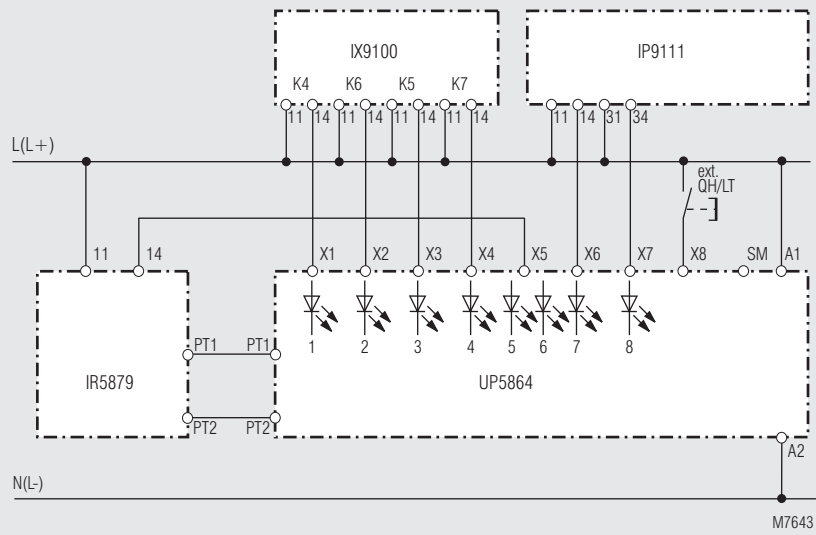 IX9100
IP9111
K4 K6 K5 K7
11 14 11 14 11 14 11 14
11 14 31 34
L(L+)
ext.
QH/LT
11 14
X1 X2 X3 X4 X5 X6 X7 X8 SM A1
1 2 3 4 5 6 7 8
PT1 PT1
IR5879
UP5864
PT2 PT2
A2
N(L-)
M7643